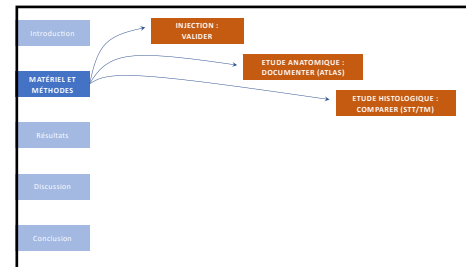 Introduction
INJECTION :
VALIDER
ETUDE ANATOMIQUE :
DOCUMENTER (ATLAS)
MATÉRIEL ET
MÉTHODES
ETUDE HISTOLOGIQUE :
COMPARER (STT/TM)
Résultats
Discussion
Conclusion